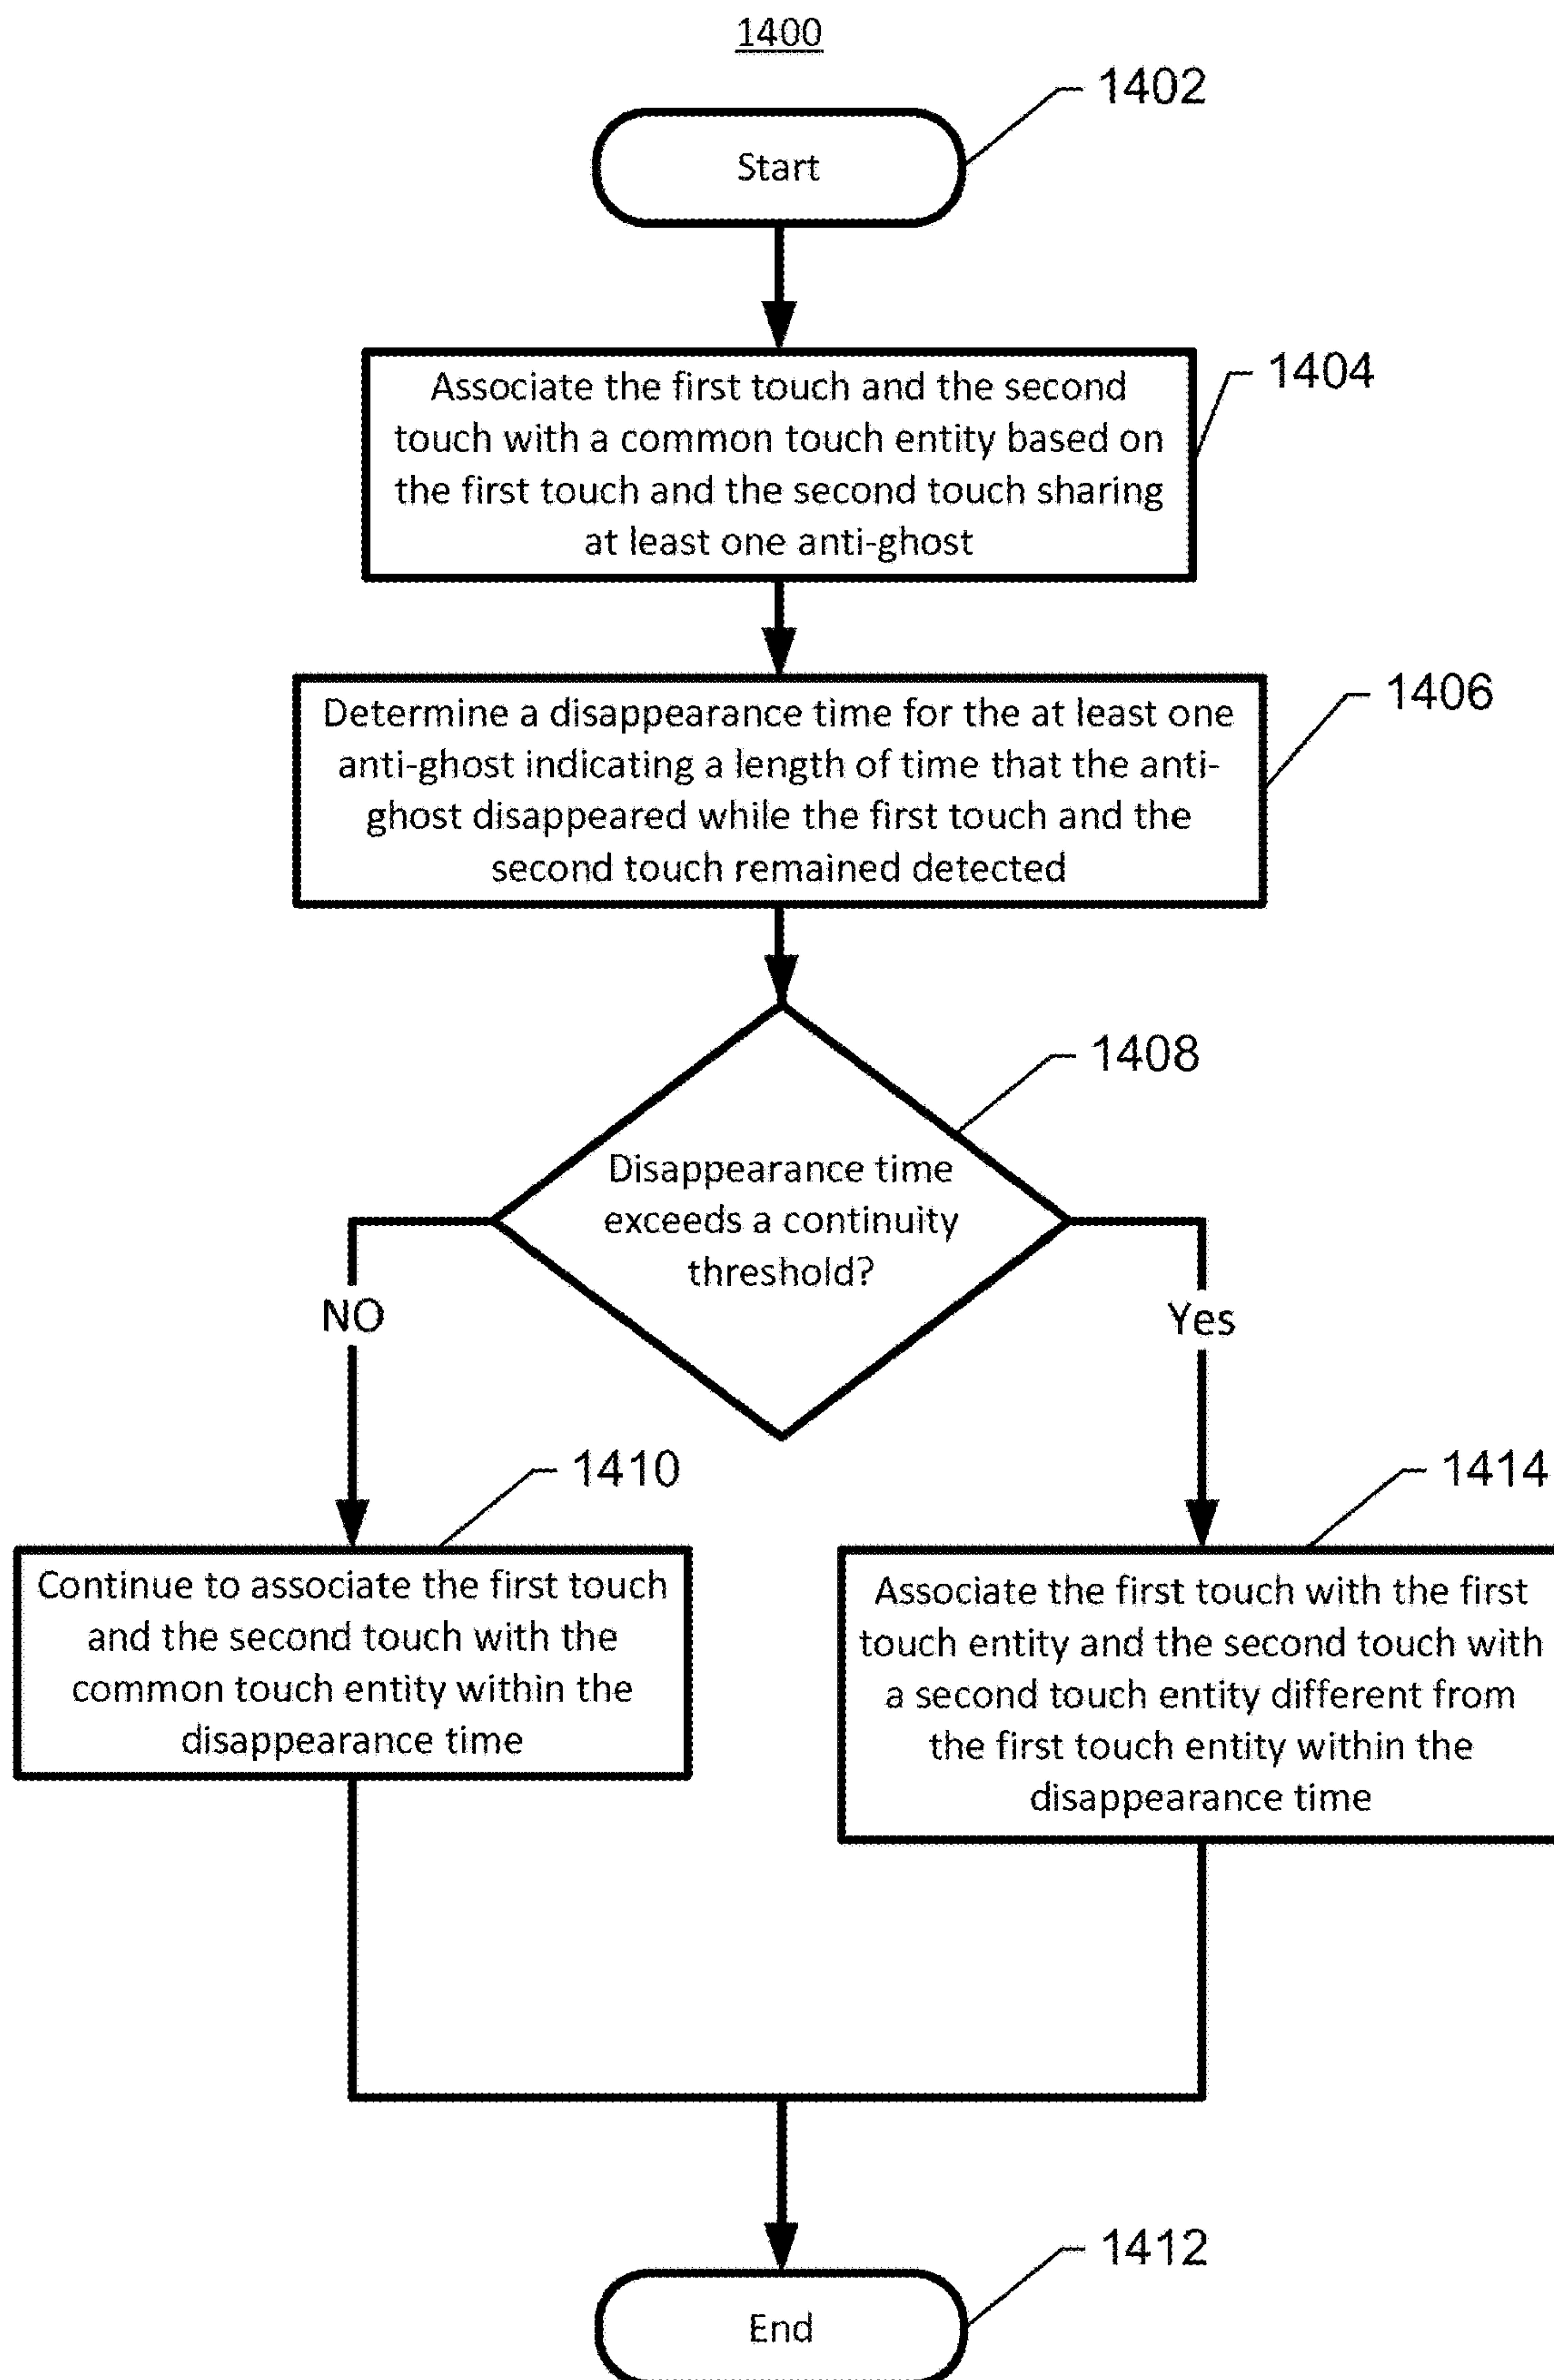 1400
1402
Start
1404
Associate the first touch and the second
touch with a common touch entity based on
the first touch and the second touch sharing
at least one anti-ghost
1406
Determine a disappearance time for the at least one
anti-ghost indicating a length of time that the anti-
ghost disappeared while the first touch and the
second touch remained detected
1408
Disappearance time
exceeds a continuity
threshold?
NO
Yes
1410
Continue to associate the first touch
and the second touch with the
common touch entity within the
disappearance time
1414
Associate the first touch with the first
touch entity and the second touch with
a second touch entity different from
the first touch entity within the
disappearance time
1412
End